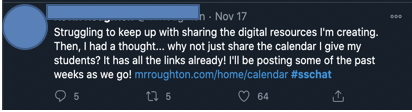 · Nov 17
Struggling to keep up with sharing the digital resources I'm creating.
Then, I had a thought... why not just share the calendar I give my
students? It has all the links already! I'll be posting some of the past
weeks as we go! mrroughton.com/home/calendar #sschat
5 5 64